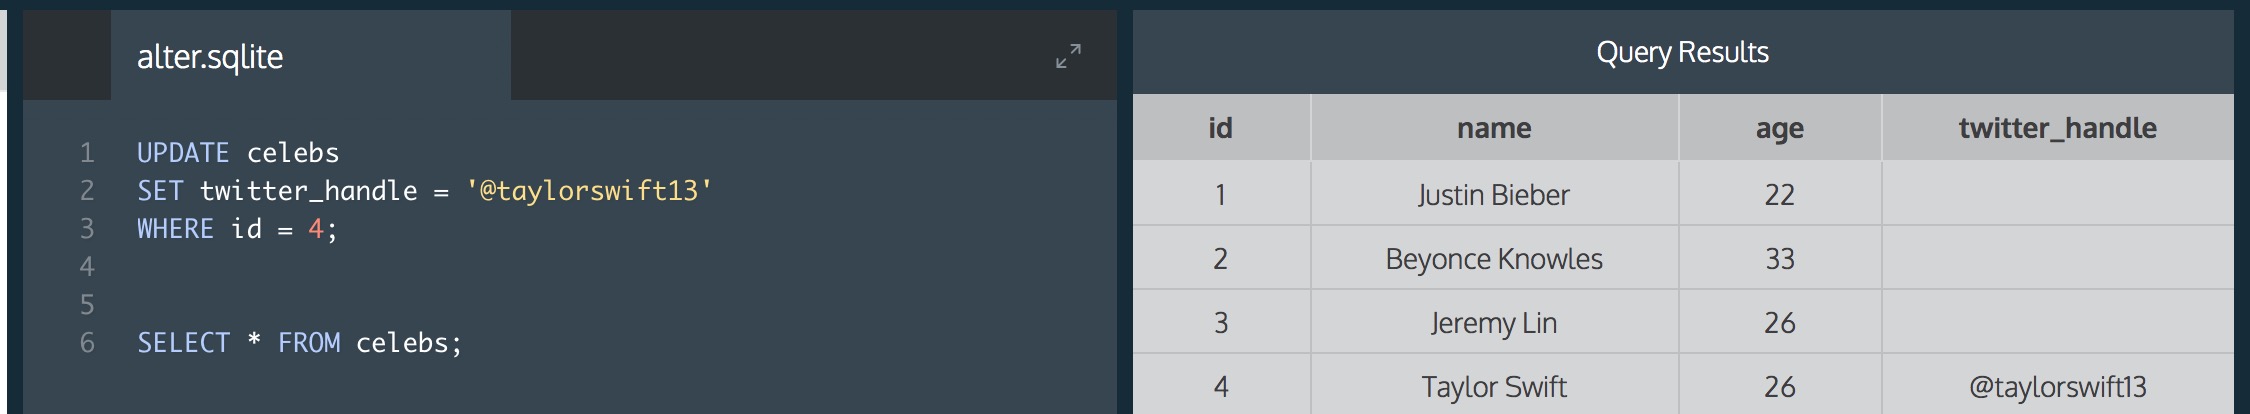 alter.sqlite
1 UPDATE celebs
2 SET twitter_handle = '@taylorswift13'
3 WHERE id = 4;
4
5
6 SELECT * FROM celebs;
Query Results
id name age twitter_handle
1 Justin Bieber 22
2 Beyonce Knowles 33
3 Jeremy Lin 26
4 Taylor Swift 26 @taylorswift13